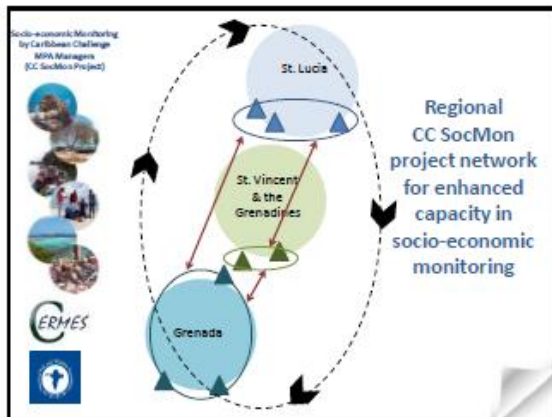 Socio-economic Monitoring
by Caribbean Challenge
MPA Managers
(CC SocMon Project)
St. Lucia
St. Vincent
& the
Grenadines
Grenada
Regional
CC SocMon
project network
for enhanced
capacity in
socio-economic
monitoring
CERMES